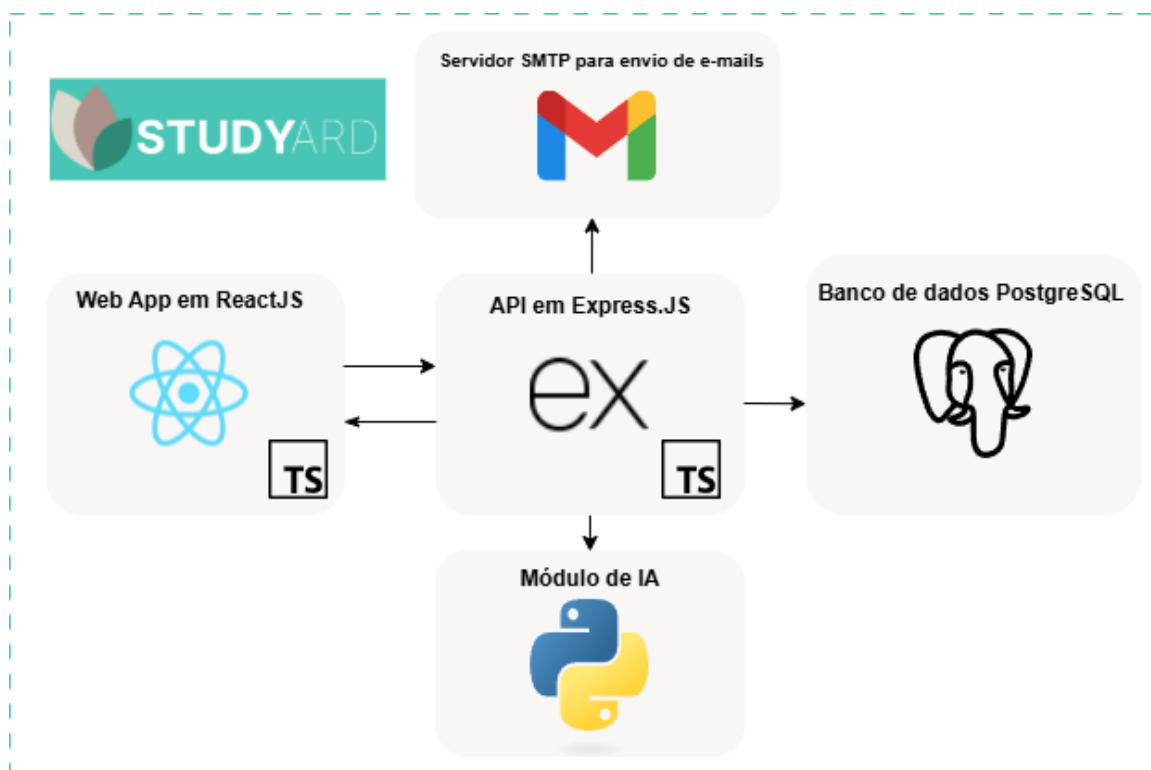 Servidor SMTP para envio de e-mails
STUDYARD
Web App em ReactJS
TS
API em Express.JS
ex
TS
Banco de dados PostgreSQL
Módulo de IA